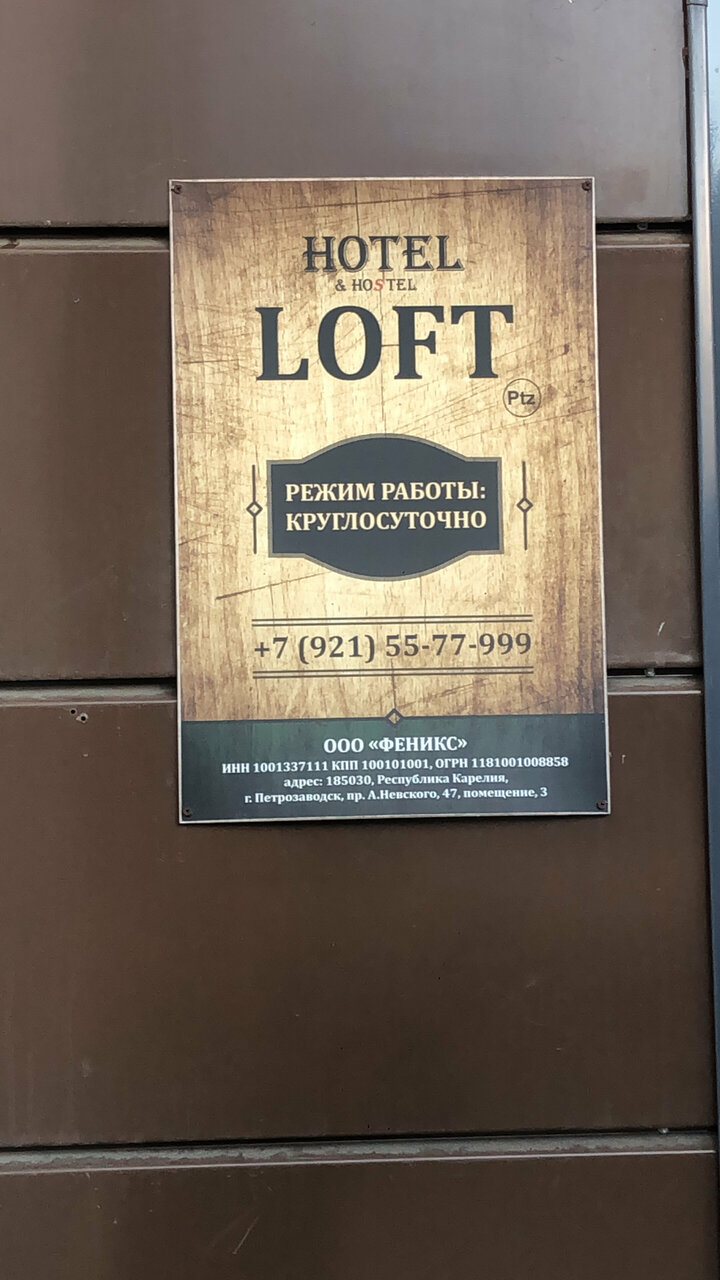 HOTEL
& HOSTEL
LOFT
Ptz
РЕЖИМ РАБОТЫ:
КРУГЛОСУТОЧНО
+7 (921) 55-77-999
ООО «ФЕНИКС»
ИНН 1001337111 КПП 100101001, ОГРН 1181001008858
адрес: 185030, Республика Карелия,
г. Петрозаводск, пр. А.Невского, 47, помещение, 3